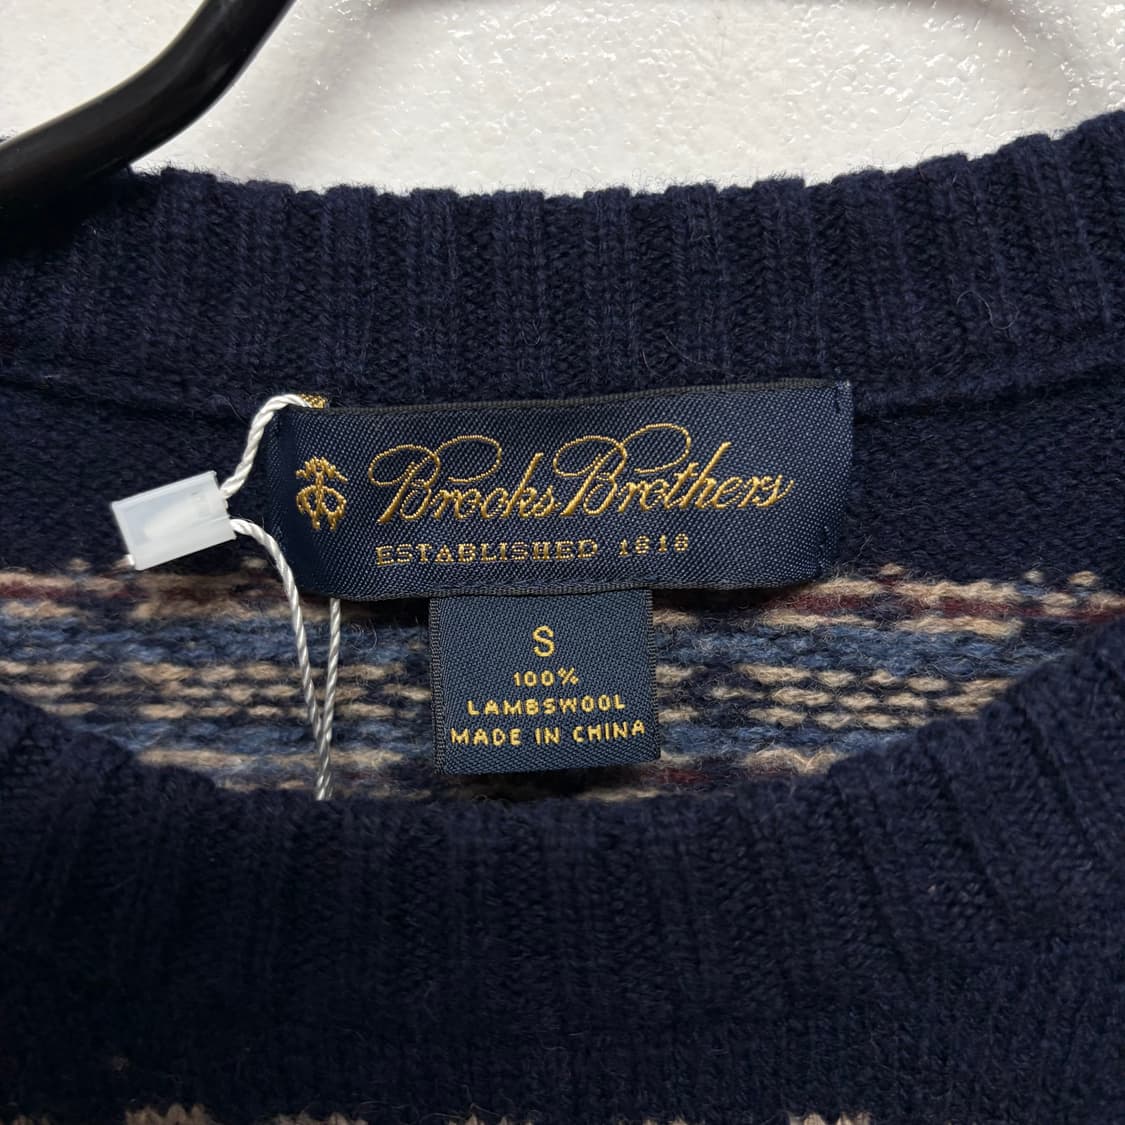 Brooks Brothers
ESTABLISHED 1818
S
100%
LAMBSWOOL
MADE IN CHINA